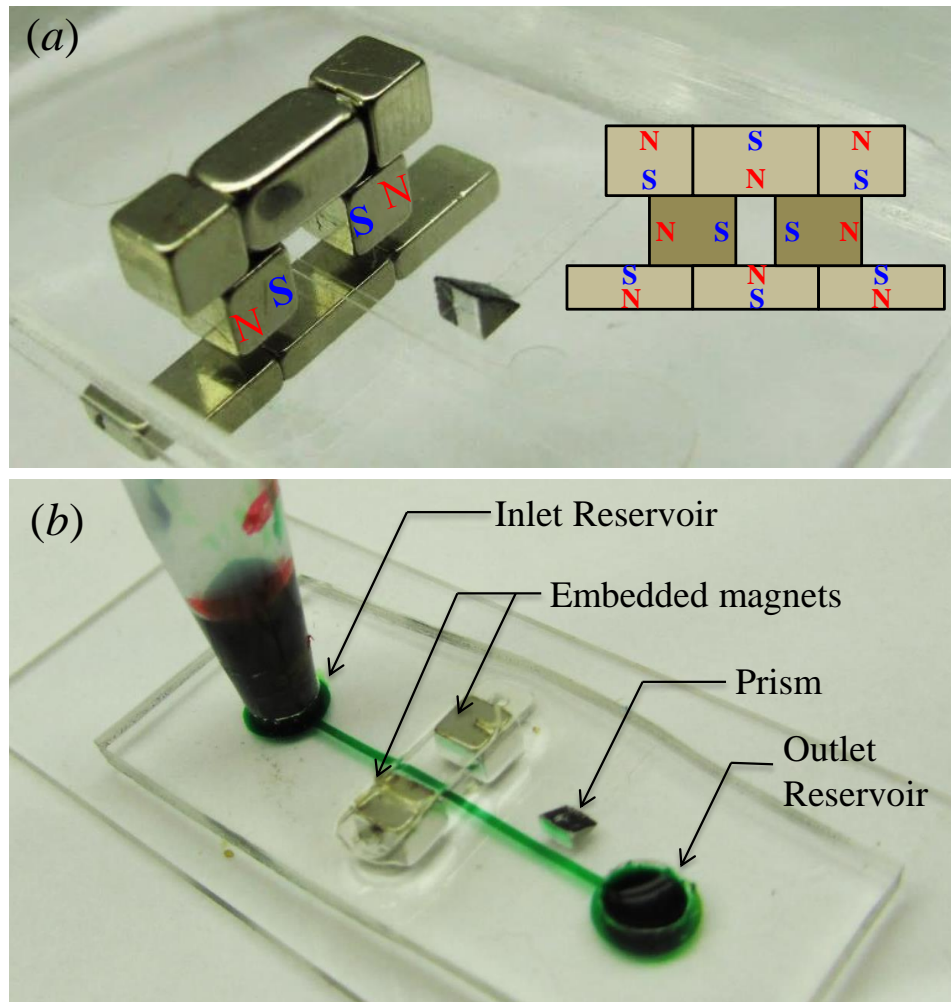 (a)
N S N
S N S
N S S N
S N S
N S N
S N
N S
(b)
Inlet Reservoir
Embedded magnets
Prism
Outlet
Reservoir